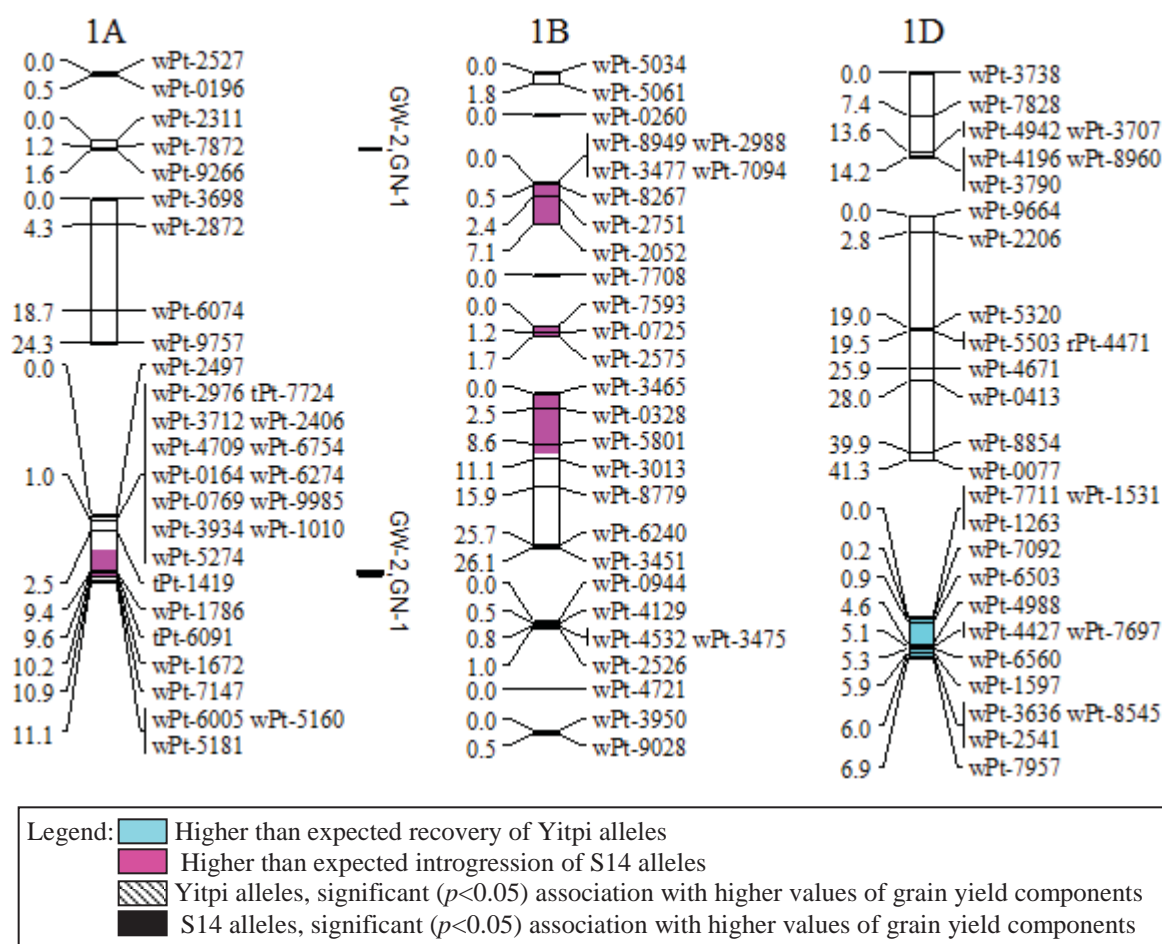 1A
0.0 wPt-2527
0.5 wPt-0196
0.0 wPt-2311
1.2 wPt-7872
1.6 wPt-9266
0.0 wPt-3698
4.3 wPt-2872
18.7 wPt-6074
24.3 wPt-9757
0.0 wPt-2497
wPt-2976 tPt-7724
wPt-3712 wPt-2406
wPt-4709 wPt-6754
1.0 wPt-0164 wPt-6274
wPt-0769 wPt-9985
wPt-3934 wPt-1010
wPt-5274
2.5 tPt-1419
9.4 wPt-1786
9.6 tPt-6091
10.2 wPt-1672
10.9 wPt-7147
11.1 wPt-6005 wPt-5160
wPt-5181
GW-2,GN-1
GW-2,GN-1
1B
0.0 wPt-5034
1.8 wPt-5061
0.0 wPt-0260
0.0 wPt-8949 wPt-2988
wPt-3477 wPt-7094
0.5 wPt-8267
2.4 wPt-2751
7.1 wPt-2052
0.0 wPt-7708
0.0 wPt-7593
1.2 wPt-0725
1.7 wPt-2575
0.0 wPt-3465
2.5 wPt-0328
8.6 wPt-5801
11.1 wPt-3013
15.9 wPt-8779
25.7 wPt-6240
26.1 wPt-3451
0.0 wPt-0944
0.5 wPt-4129
0.8 wPt-4532 wPt-3475
1.0 wPt-2526
0.0 wPt-4721
0.0 wPt-3950
0.5 wPt-9028
1D
0.0 wPt-3738
7.4 wPt-7828
13.6 wPt-4942 wPt-3707
14.2 wPt-4196 wPt-8960
wPt-3790
0.0 wPt-9664
2.8 wPt-2206
19.0 wPt-5320
19.5 wPt-5503 rPt-4471
25.9 wPt-4671
28.0 wPt-0413
39.9 wPt-8854
41.3 wPt-0077
0.0 wPt-7711 wPt-1531
wPt-1263
0.2 wPt-7092
0.9 wPt-6503
4.6 wPt-4988
5.1 wPt-4427 wPt-7697
5.3 wPt-6560
5.9 wPt-1597
6.0 wPt-3636 wPt-8545
wPt-2541
6.9 wPt-7957
Legend: Higher than expected recovery of Yitpi alleles
Higher than expected introgression of S14 alleles
Yitpi alleles, significant (p<0.05) association with higher values of grain yield components
S14 alleles, significant (p<0.05) association with higher values of grain yield components